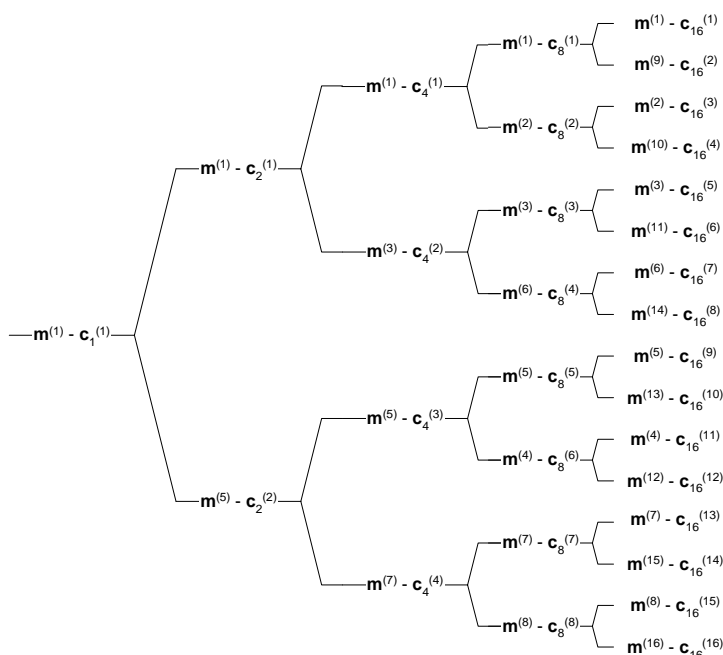 m(1) - c16(1)
m(1) - c8(1)
m(9) - c16(2)
m(1) - c4(1)
m(2) - c16(3)
m(2) - c8(2)
m(10) - c16(4)
m(1) - c2(1)
m(3) - c16(5)
m(3) - c8(3)
m(11) - c16(6)
m(3) - c4(2)
m(6) - c16(7)
m(6) - c8(4)
m(14) - c16(8)
m(1) - c1(1)
m(5) - c16(9)
m(5) - c8(5)
m(13) - c16(10)
m(5) - c4(3)
m(4) - c16(11)
m(4) - c8(6)
m(12) - c16(12)
m(5) - c2(2)
m(7) - c16(13)
m(7) - c8(7)
m(15) - c16(14)
m(7) - c4(4)
m(8) - c16(15)
m(8) - c8(8)
m(16) - c16(16)